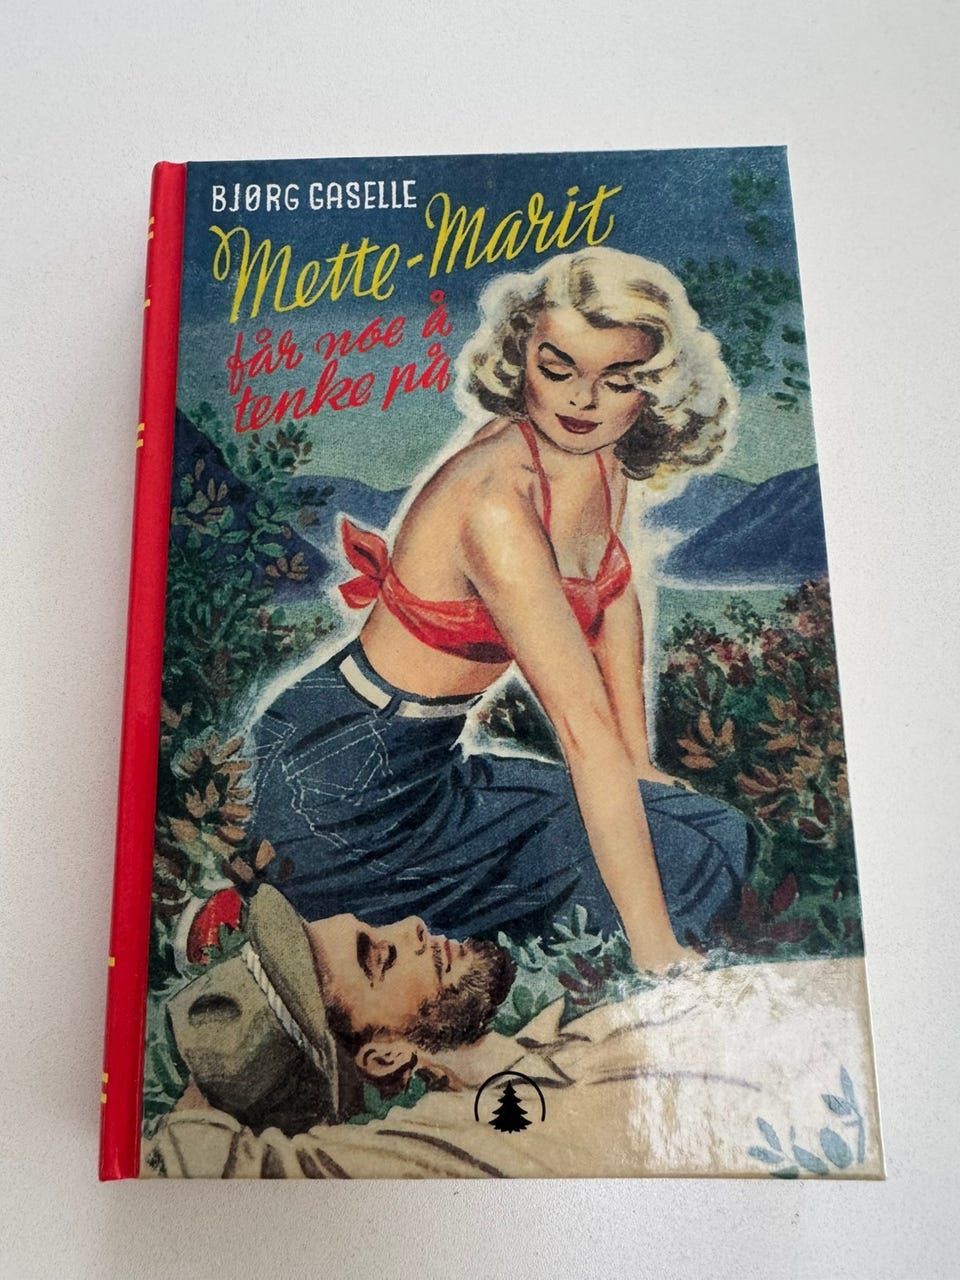 BJØRG GASELLE
Mette-Marit
får noe å
tenke på